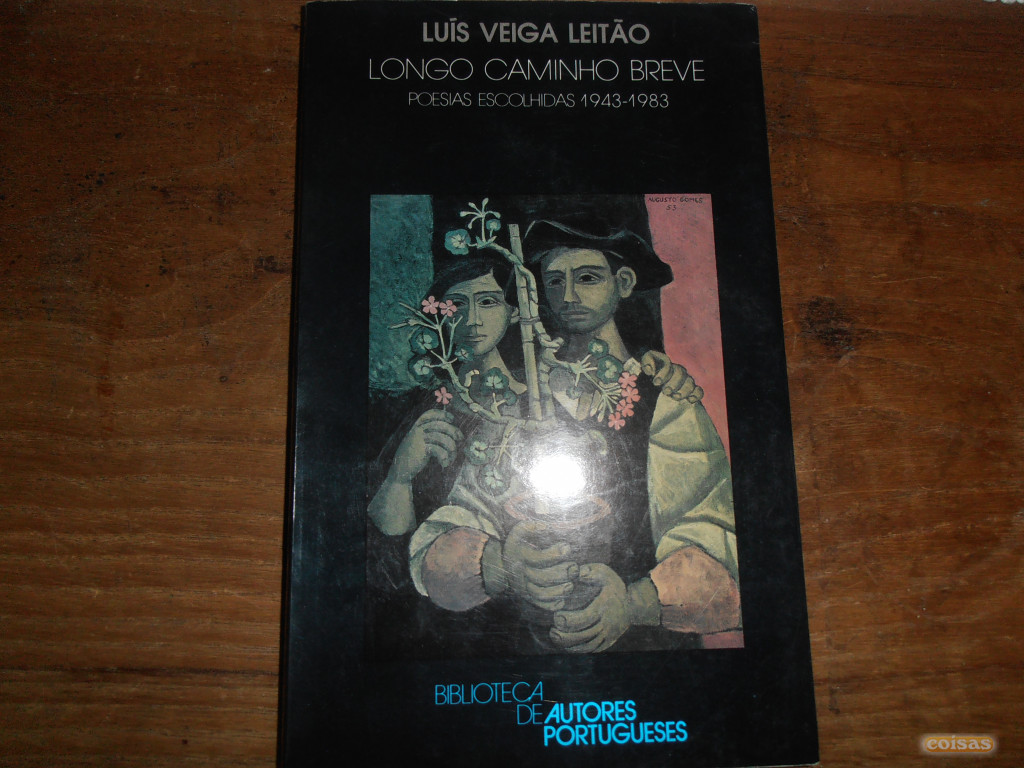 LUÍS VEIGA LEITÃO
LONGO CAMINHO BREVE
POESIAS ESCOLHIDAS 1943-1983
AUGUSTO GOMES
53
BIBLIOTECA
DE AUTORES
PORTUGUESES
coisas